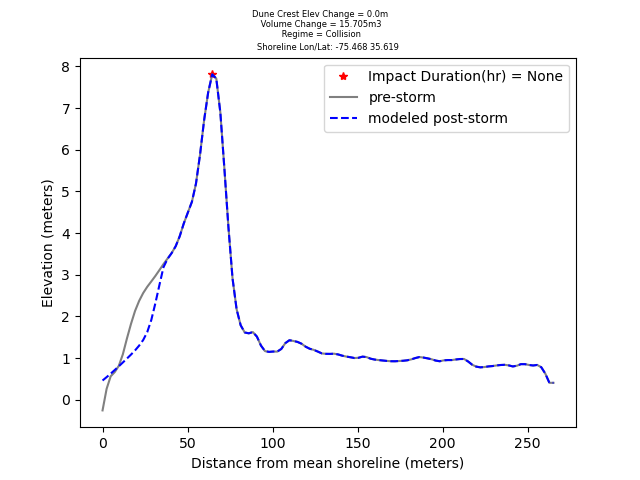 Dune Crest Elev Change = 0.0m
Volume Change = 15.705m3
Regime = Collision
Shoreline Lon/Lat: -75.468 35.619
Impact Duration(hr) = None
pre-storm
modeled post-storm
8
7
6
5
4
3
2
1
0
Elevation (meters)
0 50 100 150 200 250
Distance from mean shoreline (meters)